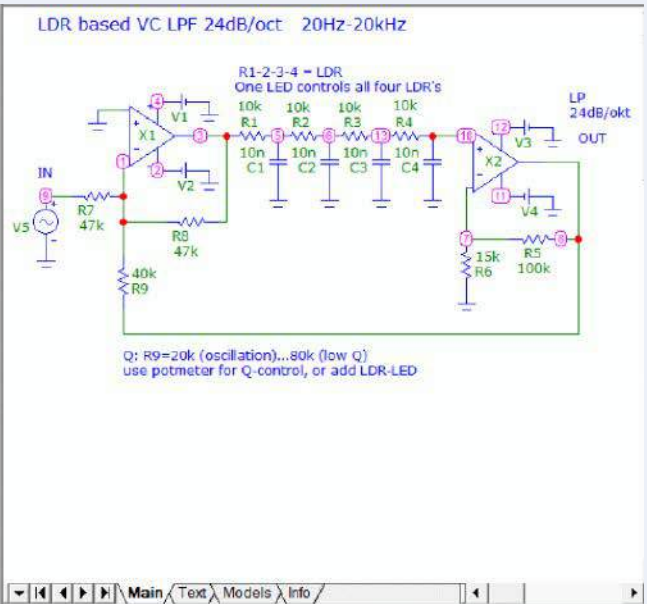 LDR based VC LPF 24dB/oct 20Hz-20kHz
R1-2-3-4 = LDR
One LED controls all four LDR's
10k 10k 10k 10k
R1 R2 R3 R4
10n 10n 10n 10n
C1 C2 C3 C4
4
V1
X1
3
5
6
13
1
2
V2
IN
9
V5
R7
47k
R8
47k
40k
R9
10
12
V3
X2
11
V4
LP
24dB/okt
OUT
7
15k
R6
R5
100k
8
Q: R9=20k (oscillation)...80k (low Q)
use potmeter for Q-control, or add LDR-LED
Main Text Models Info